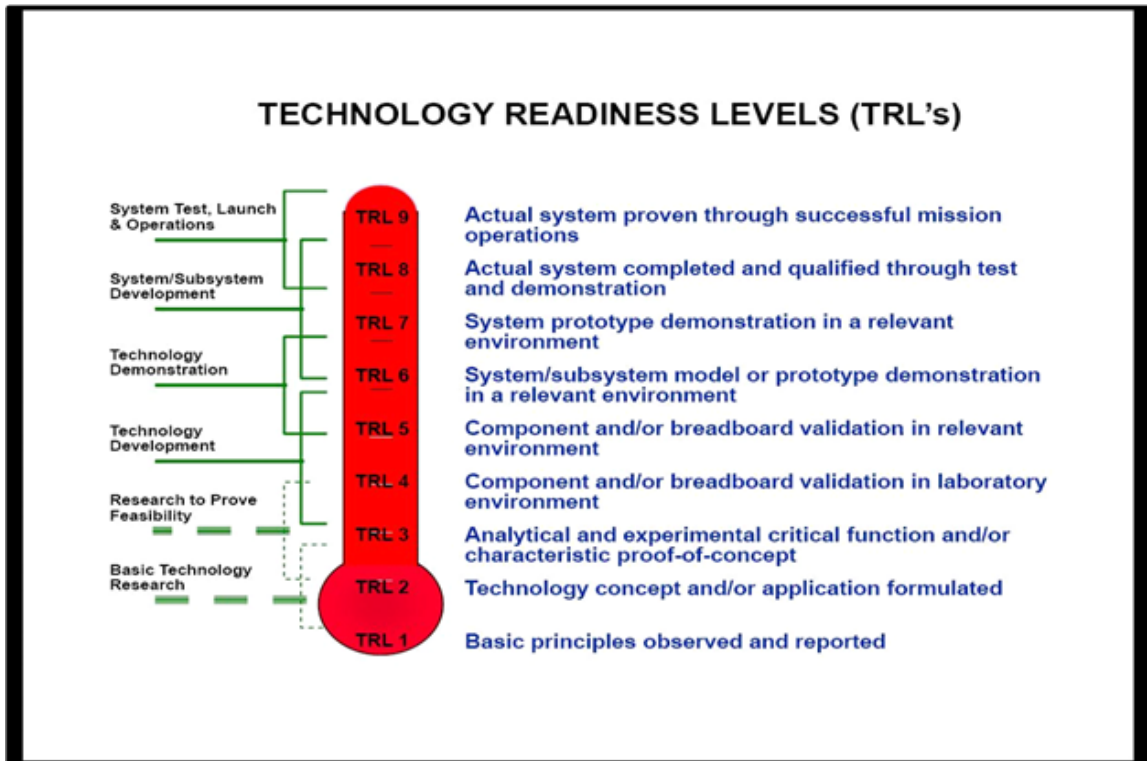 TECHNOLOGY READINESS LEVELS (TRL's)
System Test, Launch
& Operations
System/Subsystem
Development
Technology
Demonstration
Technology
Development
Research to Prove
Feasibility
Basic Technology
Research
TRL 9
Actual system proven through successful mission
operations
TRL 8
Actual system completed and qualified through test
and demonstration
TRL 7
System prototype demonstration in a relevant
environment
TRL 6
System/subsystem model or prototype demonstration
in a relevant environment
TRL 5
Component and/or breadboard validation in relevant
environment
TRL 4
Component and/or breadboard validation in laboratory
environment
TRL 3
Analytical and experimental critical function and/or
characteristic proof-of-concept
TRL 2
Technology concept and/or application formulated
TRL 1
Basic principles observed and reported